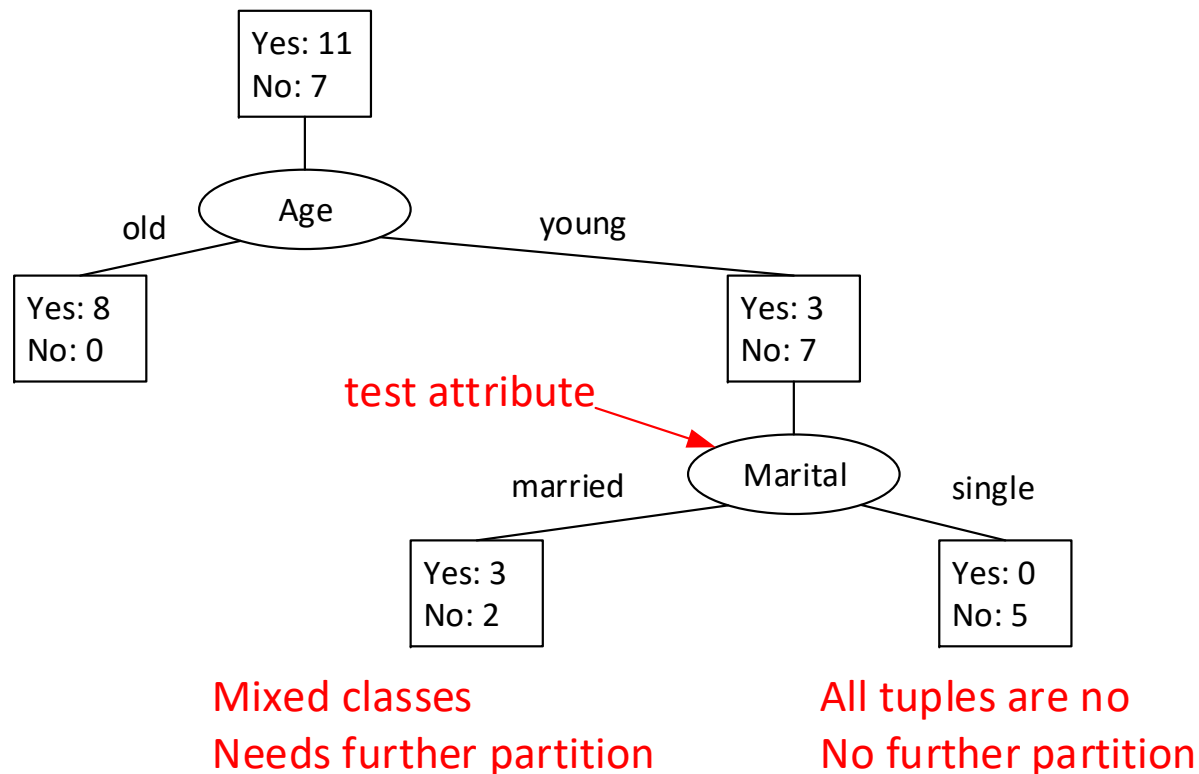 Yes: 11
No: 7
Age
old
young
Yes: 8
No: 0
Yes: 3
No: 7
test attribute
Marital
married
single
Yes: 3
No: 2
Yes: 0
No: 5
Mixed classes
Needs further partition
All tuples are no
No further partition